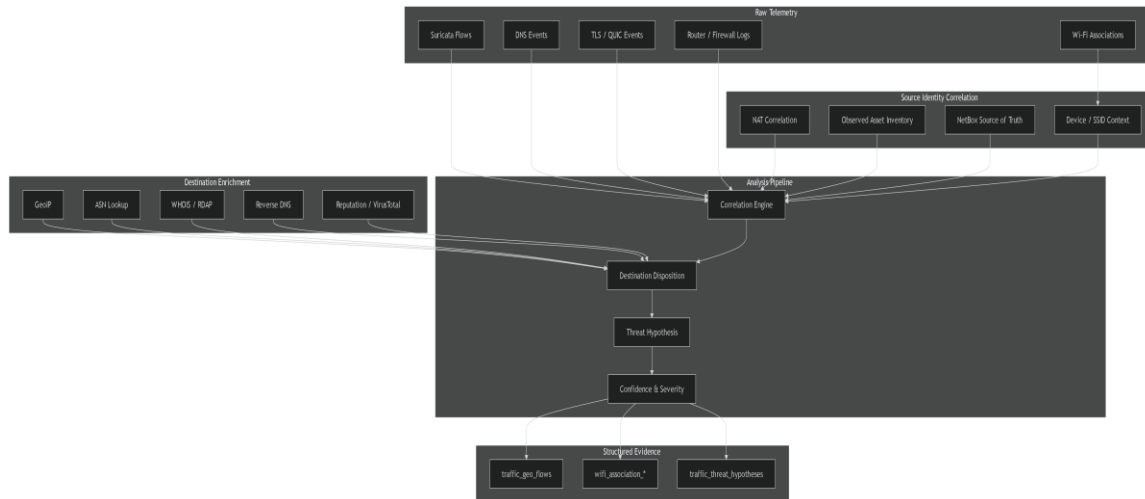 Raw Telemetry
Suricata Flows
DNS Events
TLS / QUIC Events
Router / Firewall Logs
Wi-Fi Associations
Source Identity Correlation
NAT Correlation
Observed Asset Inventory
NetBox Source of Truth
Device / SSID Context
Destination Enrichment
GeoIP
ASN Lookup
WHOIS / RDAP
Reverse DNS
Reputation / VirusTotal
Analysis Pipeline
Correlation Engine
Destination Disposition
Threat Hypothesis
Confidence & Severity
Structured Evidence
traffic_geo_flows
wifi_association_*
traffic_threat_hypotheses